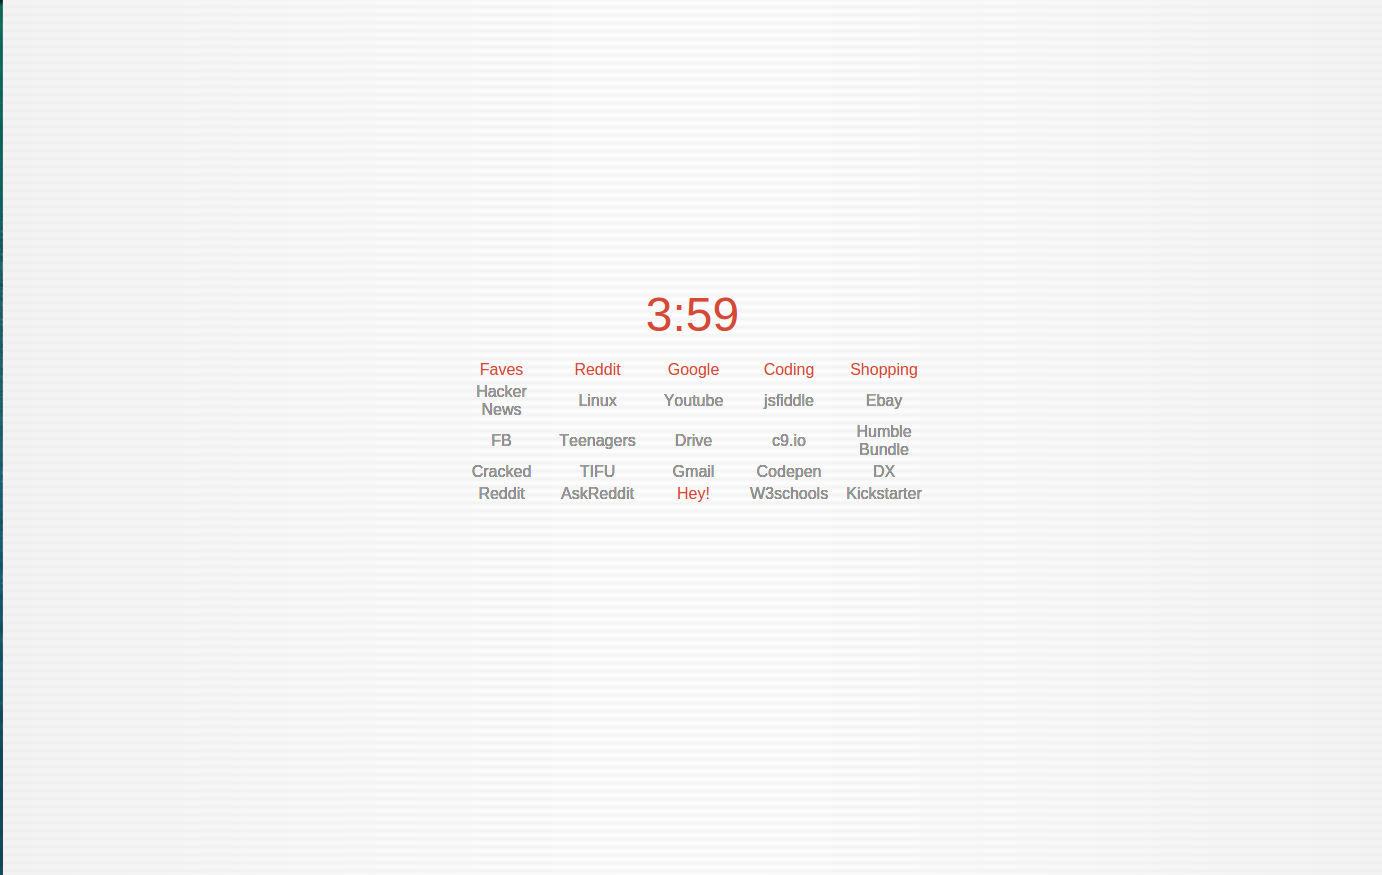 3:59
Faves Reddit Google Coding Shopping
Hacker
News Linux Youtube jsfiddle Ebay
FB Teenagers Drive c9.io Humble
Bundle
Cracked TIFU Gmail Codepen DX
Reddit AskReddit Hey! W3schools Kickstarter